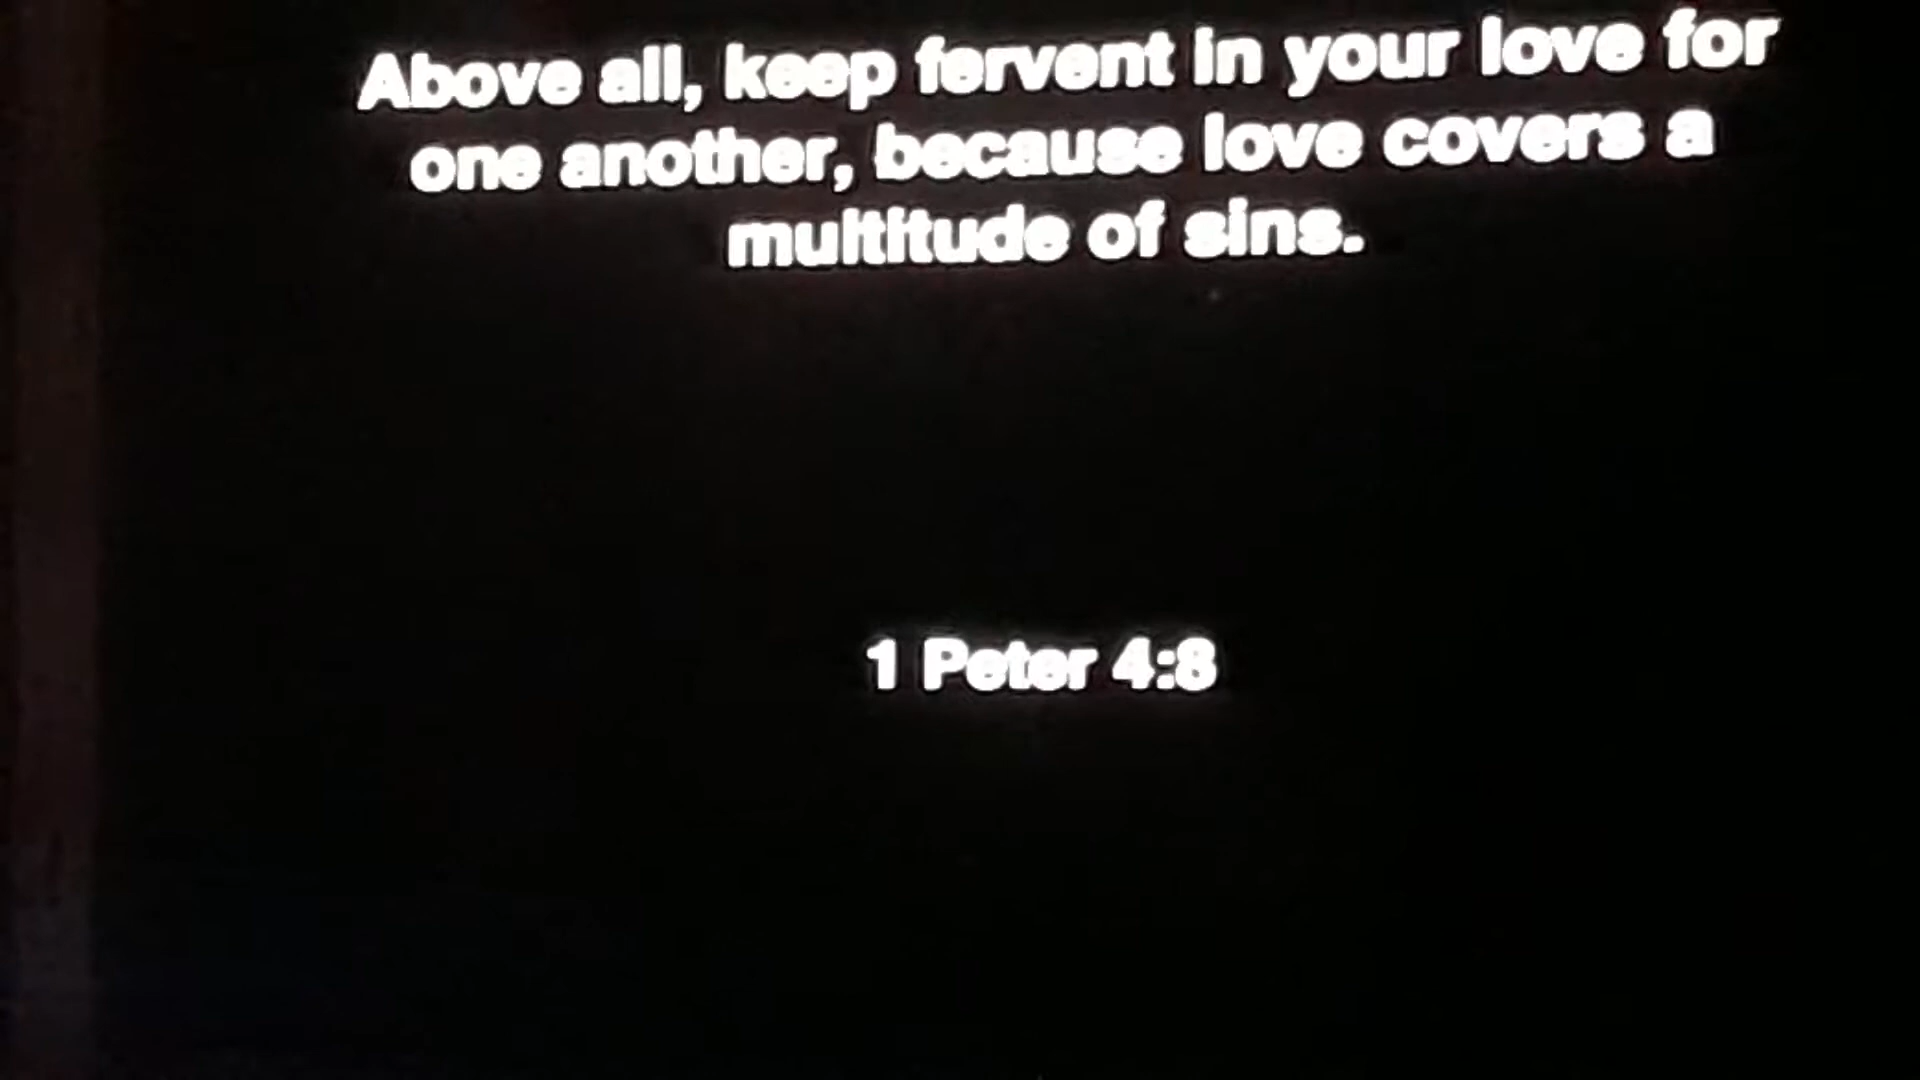 Above all, keep fervent in your love for
one another, because love covers a
multitude of sins.
1 Peter 4:8